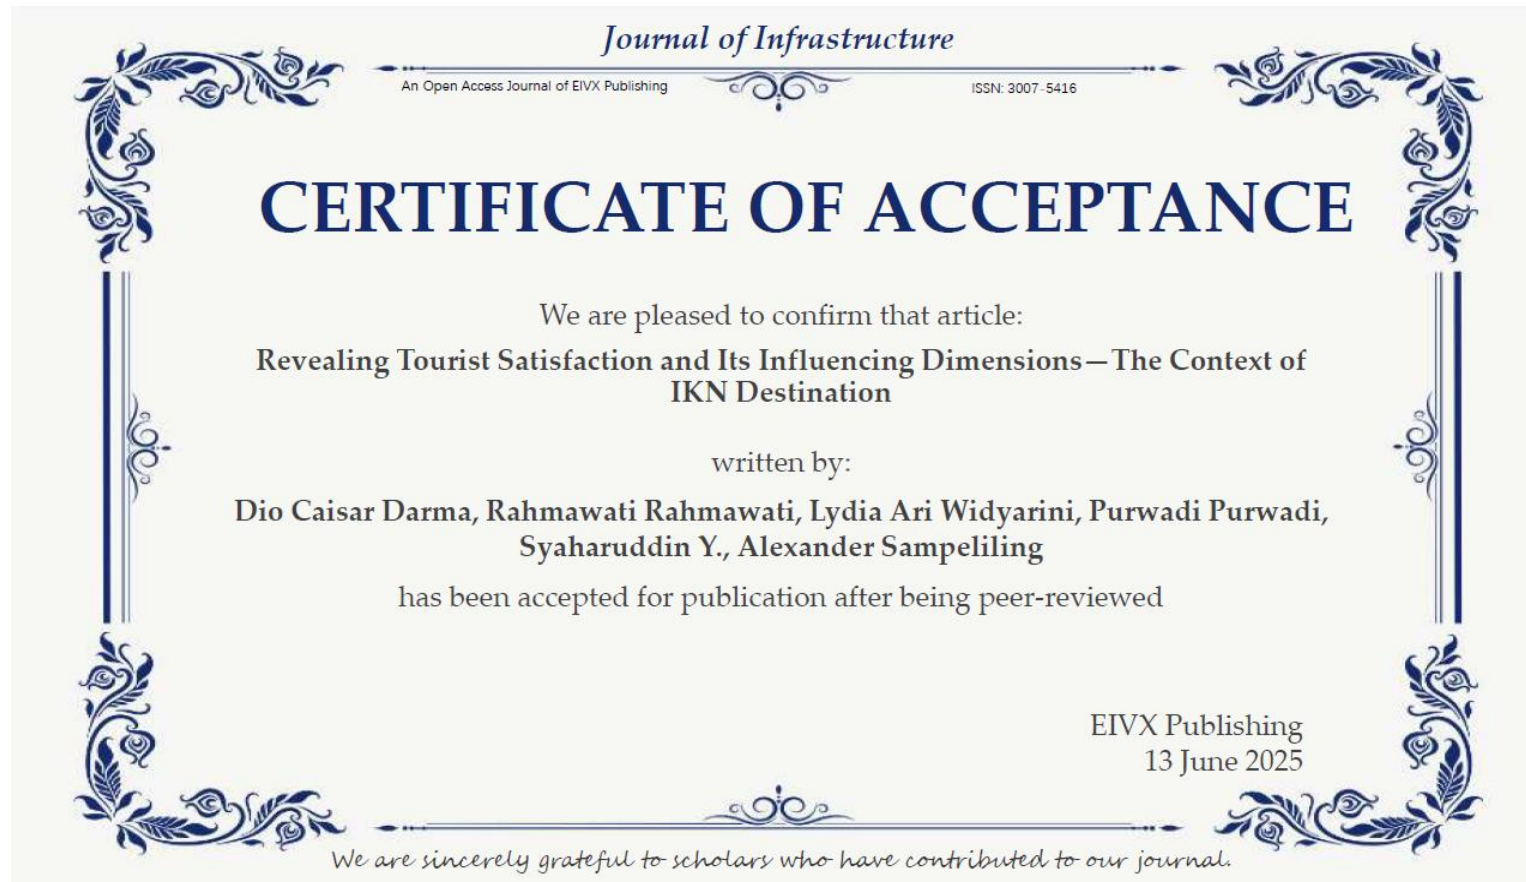 Journal of Infrastructure
An Open Access Journal of EIVX Publishing
ISSN: 3007-5416
CERTIFICATE OF ACCEPTANCE
We are pleased to confirm that article:
Revealing Tourist Satisfaction and Its Influencing Dimensions—The Context of
IKN Destination
written by:
Dio Caisar Darma, Rahmawati Rahmawati, Lydia Ari Widyarini, Purwadi Purwadi,
Syaharuddin Y., Alexander Sampeliling
has been accepted for publication after being peer-reviewed
EIVX Publishing
13 June 2025
We are sincerely grateful to scholars who have contributed to our journal.